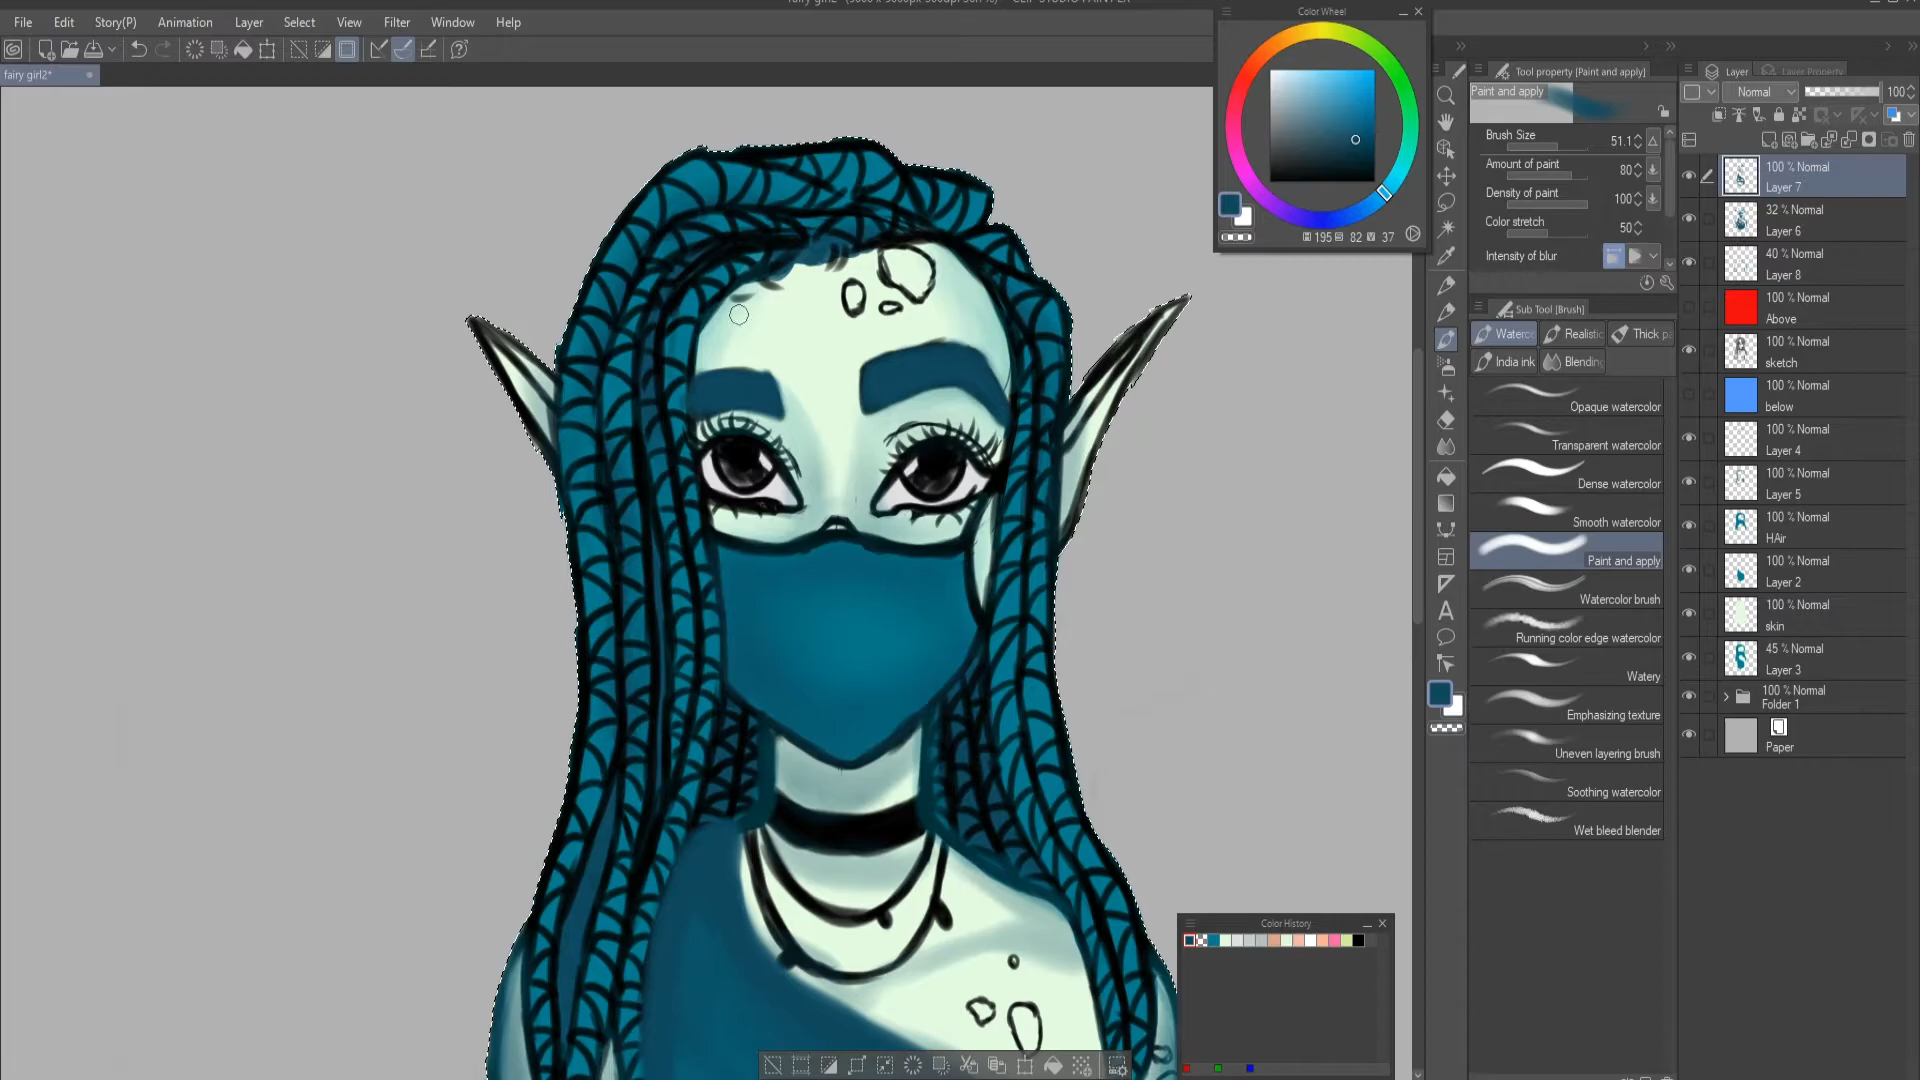 File Edit Story(P) Animation Layer Select View Filter Window Help
fairy girl2*
Color Wheel
195 82 37
Tool property [Paint and apply]
Paint and apply
Brush Size 51.1
Amount of paint 80
Density of paint 100
Color stretch 50
Intensity of blur
Sub Tool [Brush]
Realistic
Thick
India ink
Blending
Opaque watercolor
Transparent watercolor
Dense watercolor
Smooth watercolor
Paint and apply
Watercolor brush
Running color edge watercolor
Watery
Emphasizing texture
Uneven layering brush
Soothing watercolor
Wet bleed blender
Layer
Layer Property
Normal 100
100 % Normal
Layer 7
32 % Normal
Layer 6
40 % Normal
Layer 8
100 % Normal
Above
100 % Normal
sketch
100 % Normal
below
100 % Normal
Layer 4
100 % Normal
Layer 5
100 % Normal
HAir
100 % Normal
Layer 2
100 % Normal
skin
45 % Normal
Layer 3
100 % Normal
Folder 1
Paper
Color History